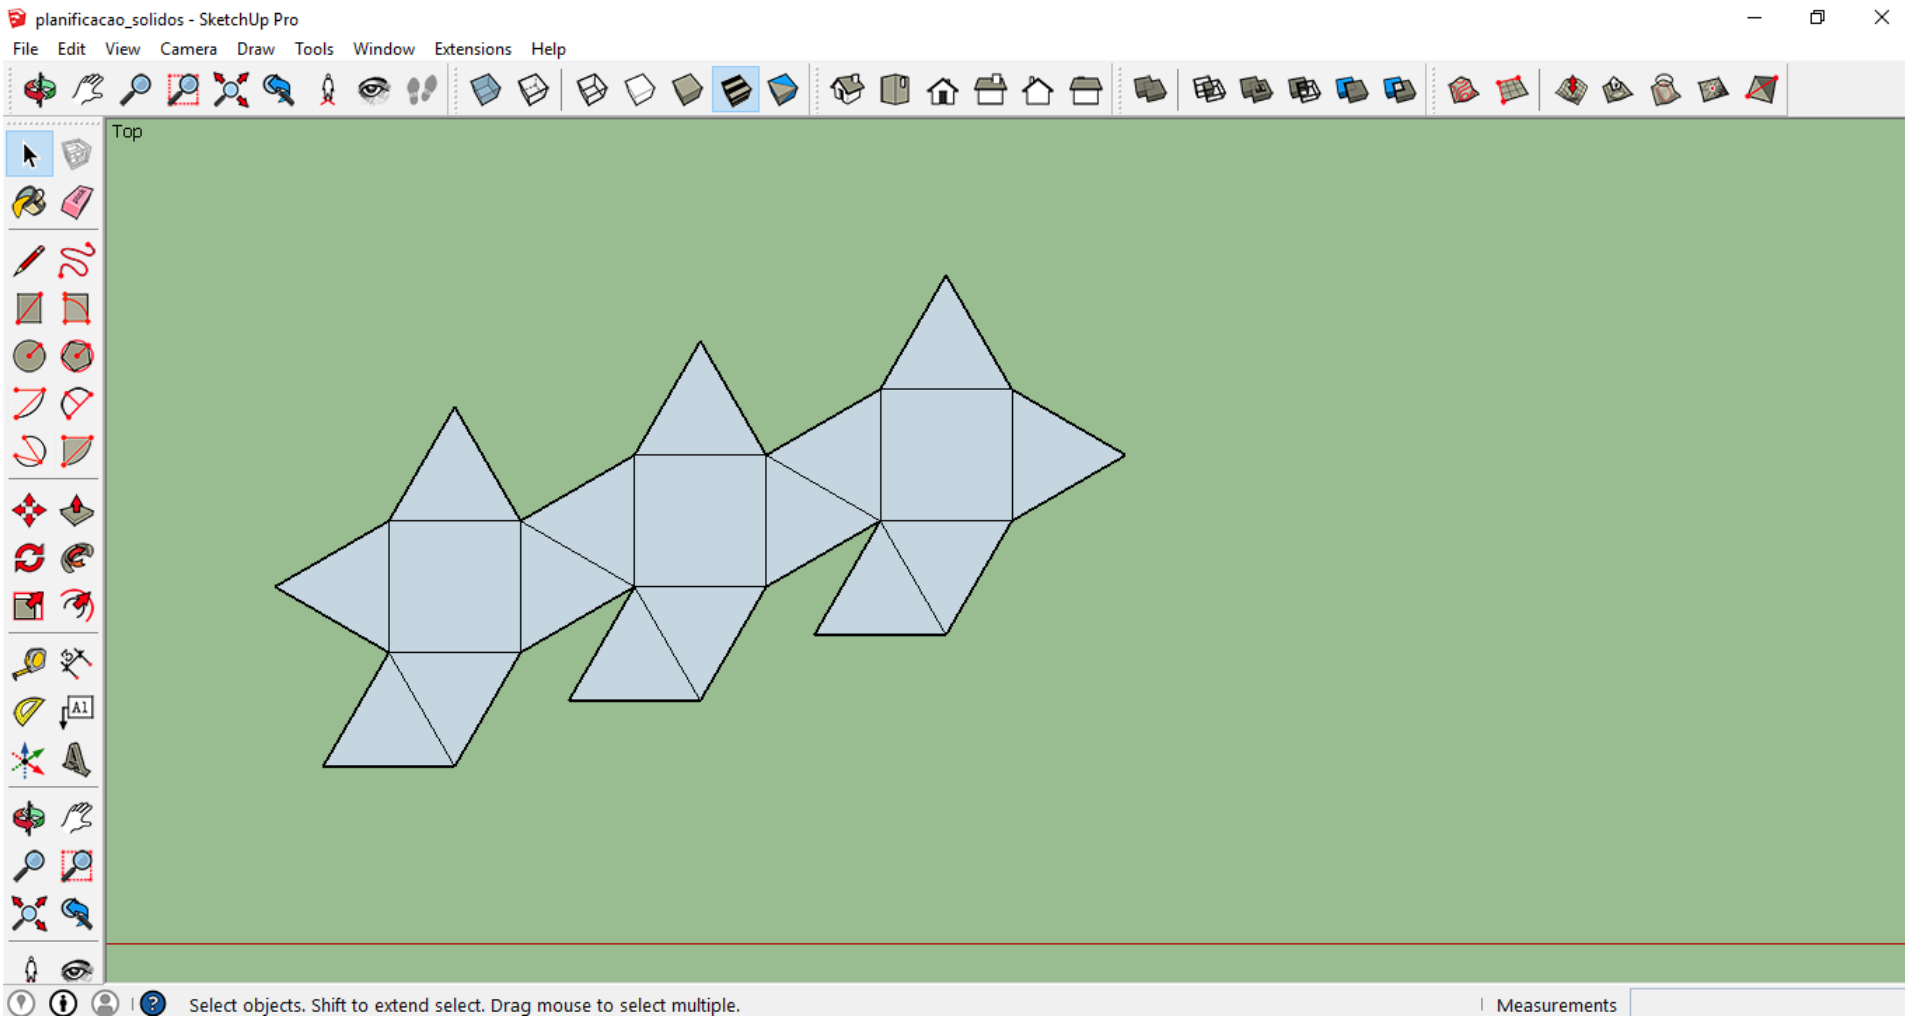 planificacao_solidos - SketchUp Pro
File Edit View Camera Draw Tools Window Extensions Help
Top
A1
Select objects. Shift to extend select. Drag mouse to select multiple.
Measurements